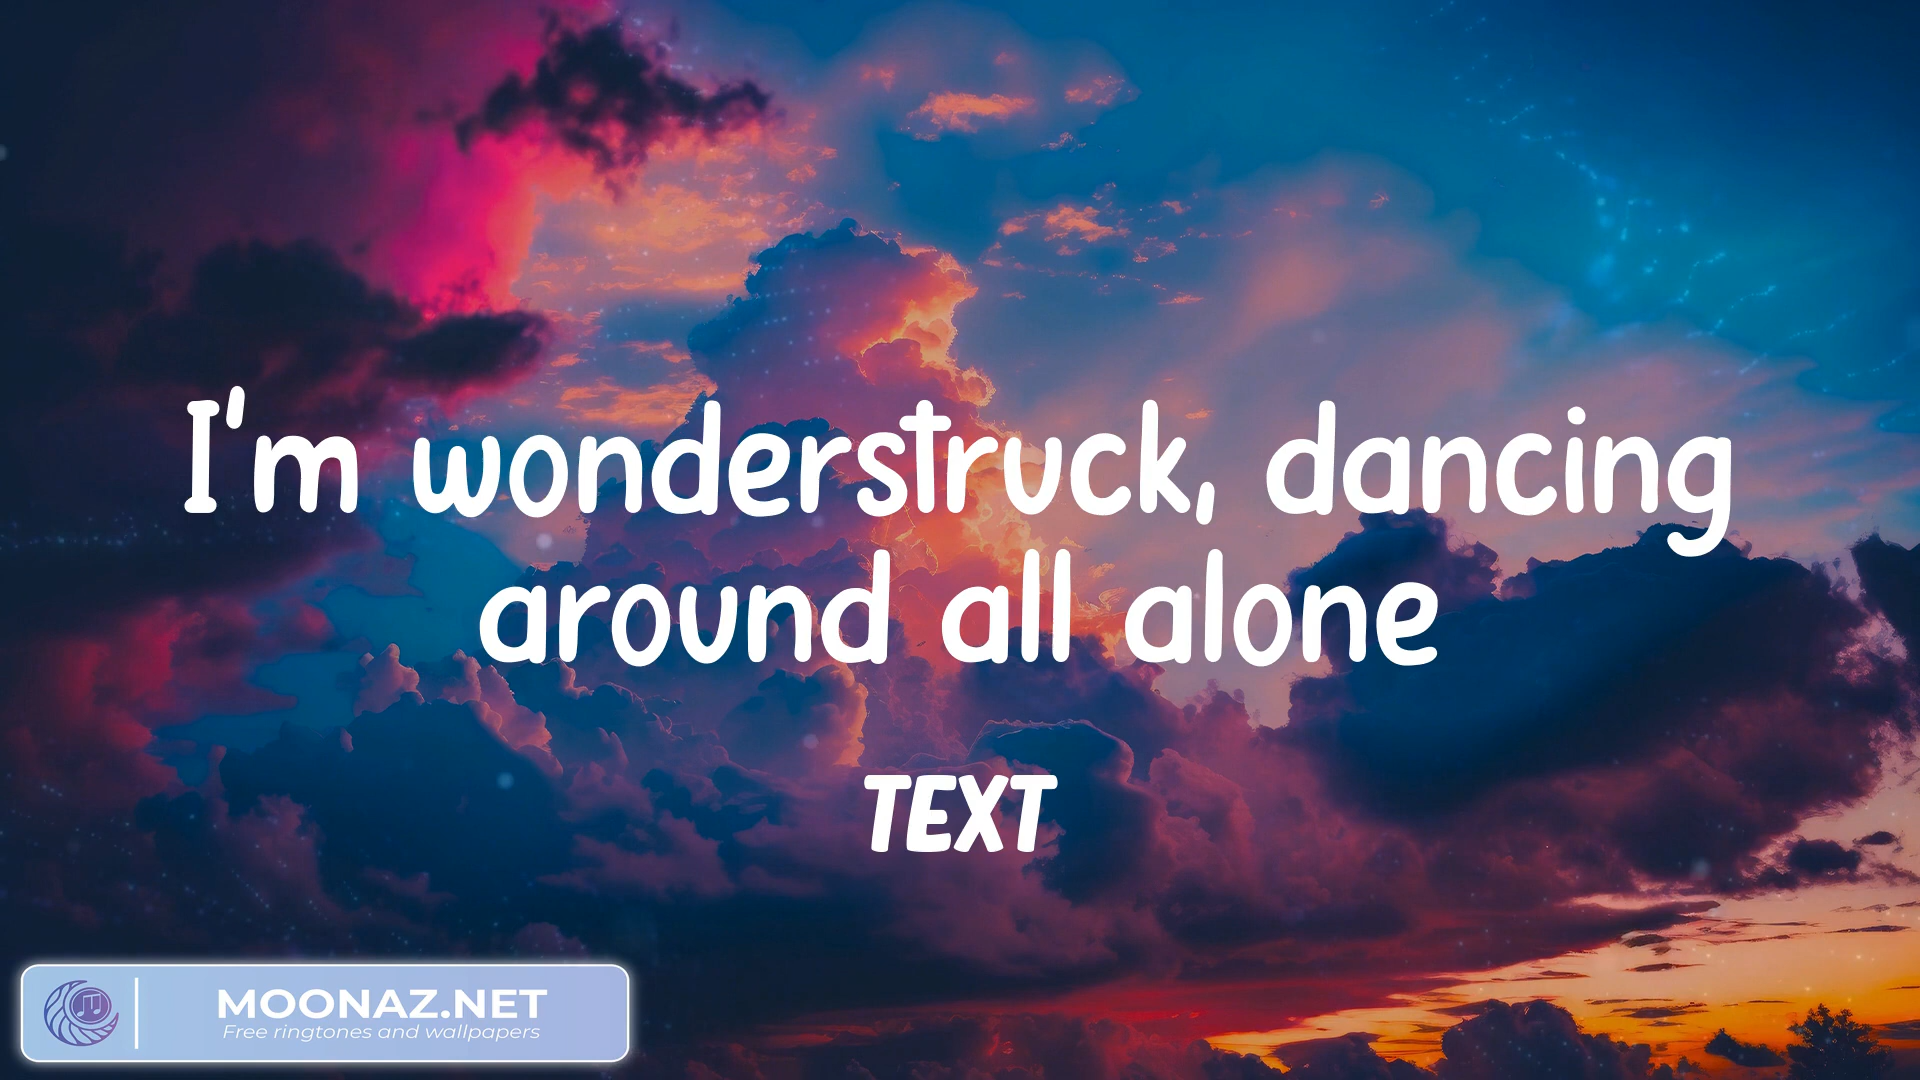 I'm wonderstruck, dancing
around all alone
TEXT
MOONAZ.NET
Free ringtones and wallpapers